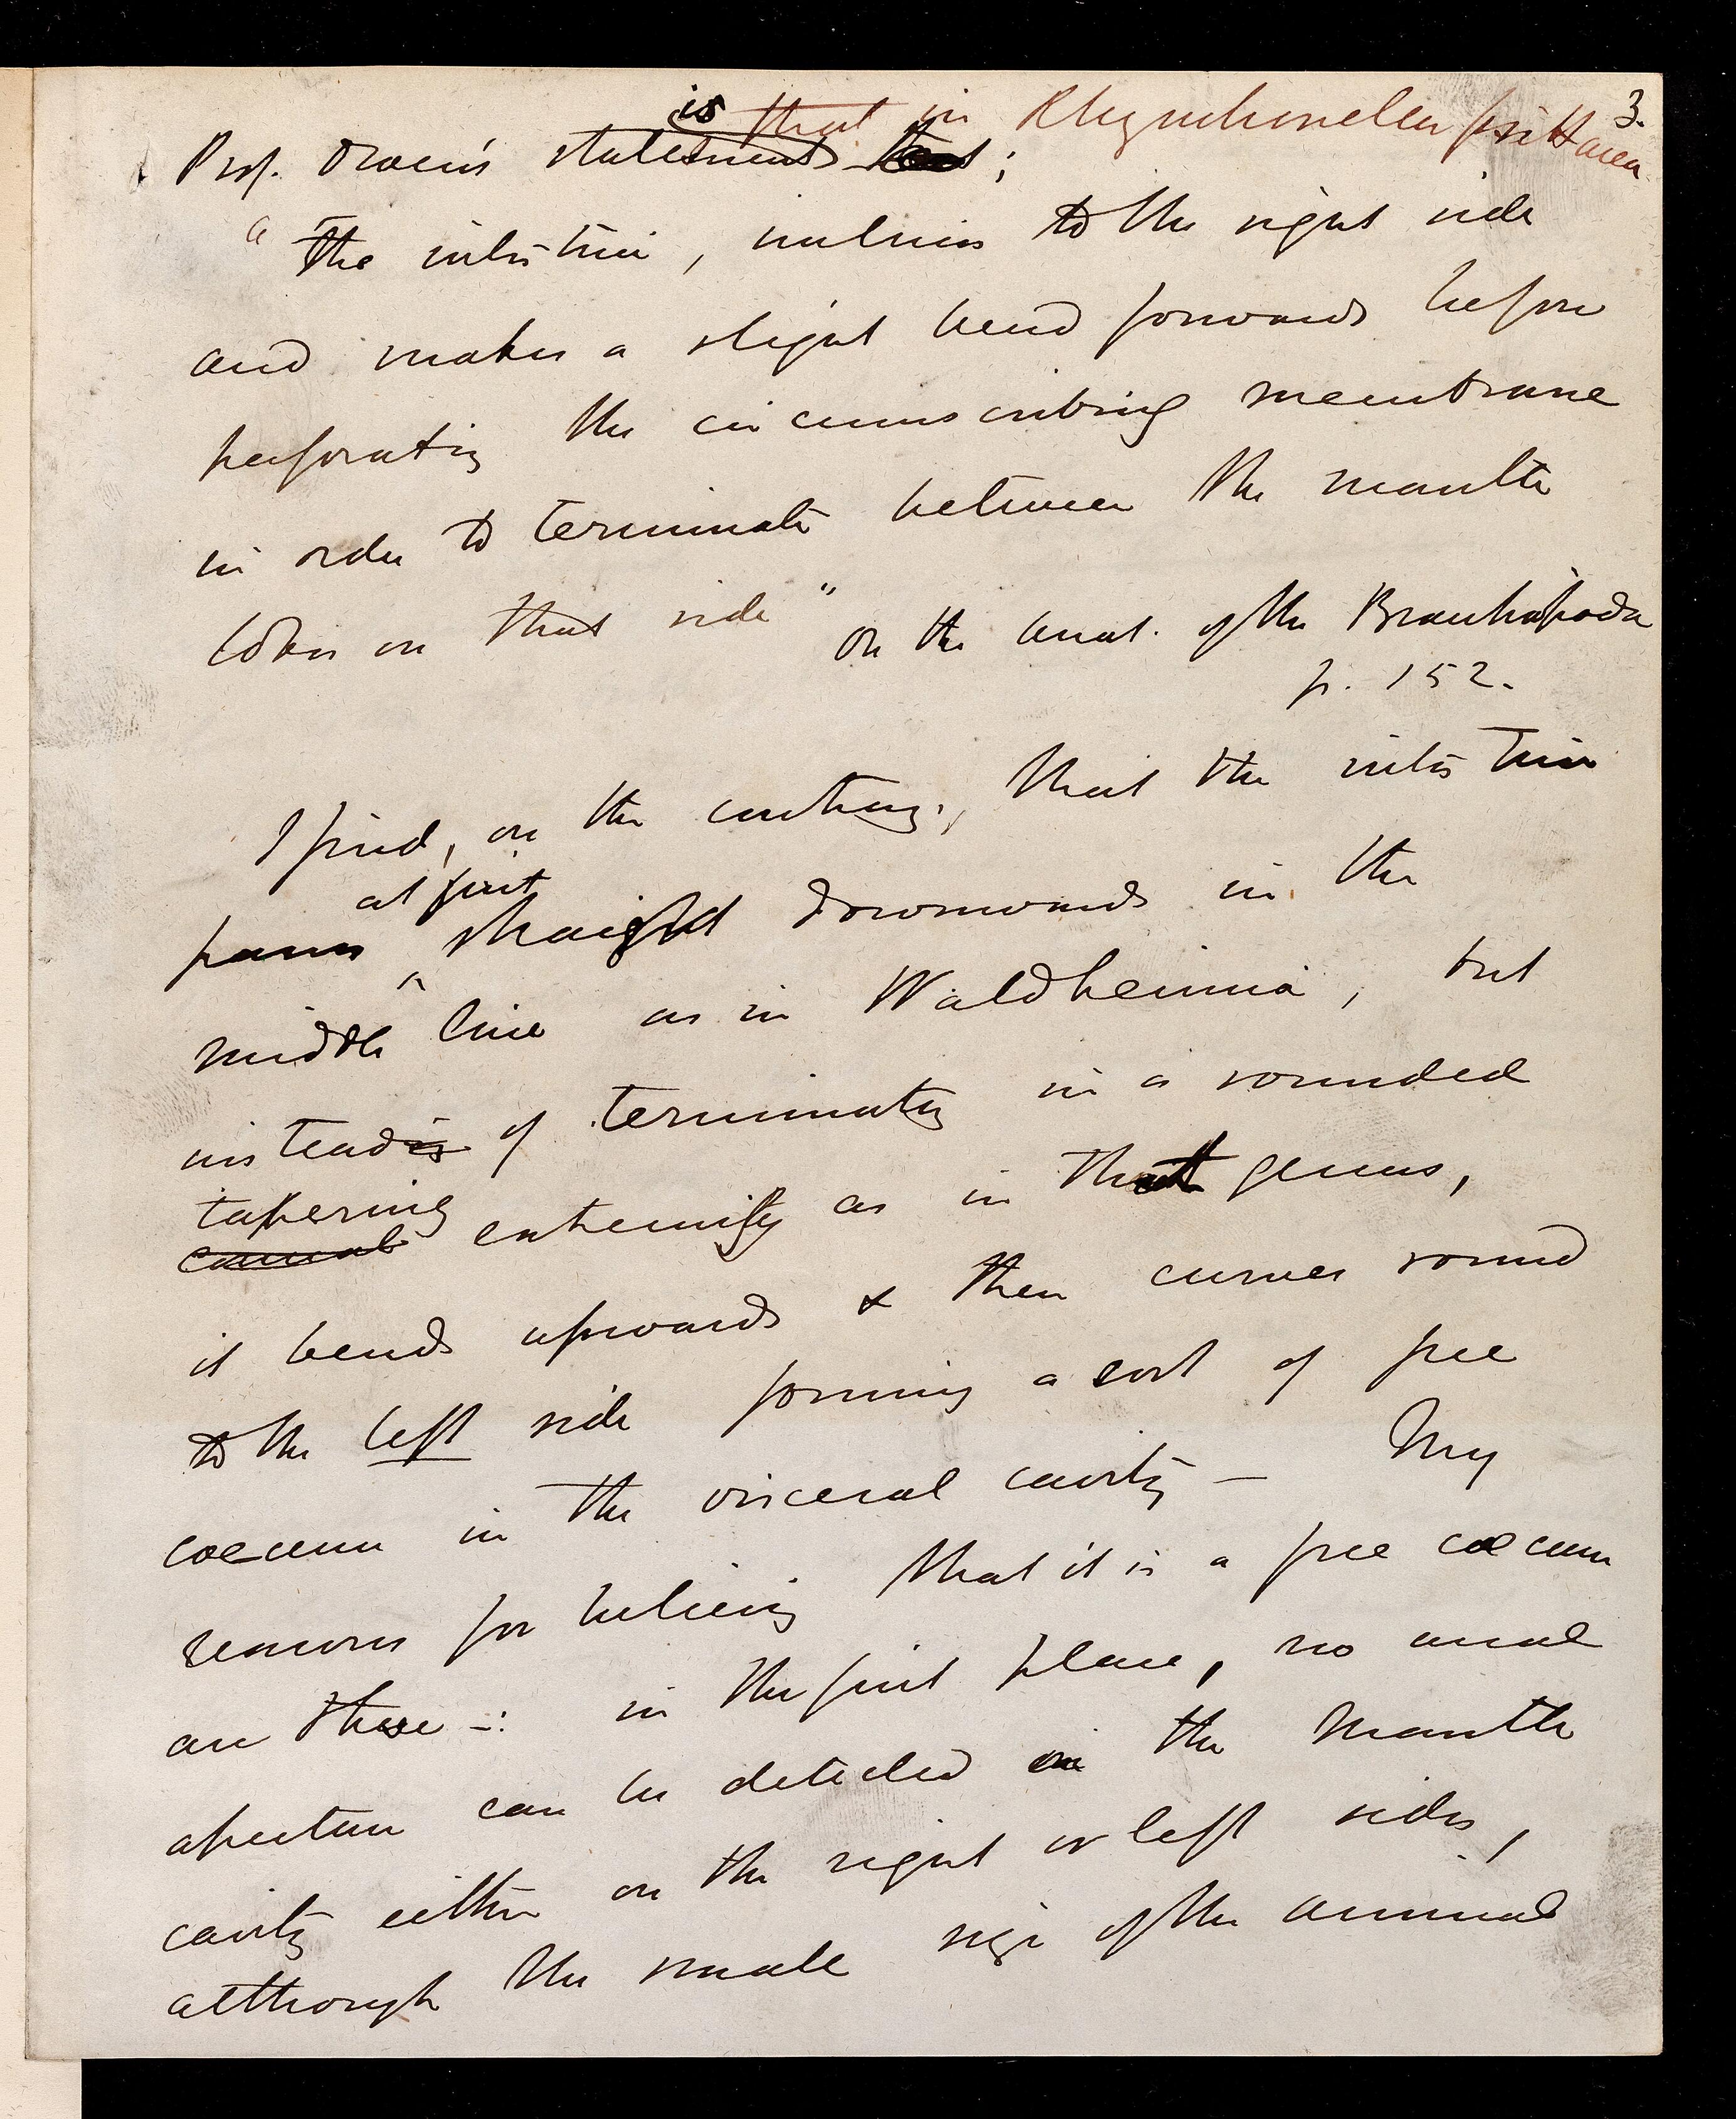 3.
is that in Rhynchonella psittacea
Prof. Owen's statement that ;
"The intestine, inclines to the right side
and makes a slight bend forwards before
perforating the circumscribing membrane
in order to terminate between the mantle
lobes on that side" On the Anat. of the Brachiopoda
p. 152.
I find, on the contrary, that the intestine
at first
passes straight downwards in the
middle line as in Waldheimia, but
instead of terminating in a rounded
tapering
conical extremity as in that genus,
it bends upwards & then curves round
to the left side forming a sort of free
coecum in the visceral cavity – My
reasons for believing that it is a free coecum
are these –: in the first place, no anal
aperture can be detected in the mantle
cavity either on the right or left sides,
although the small size of the animal